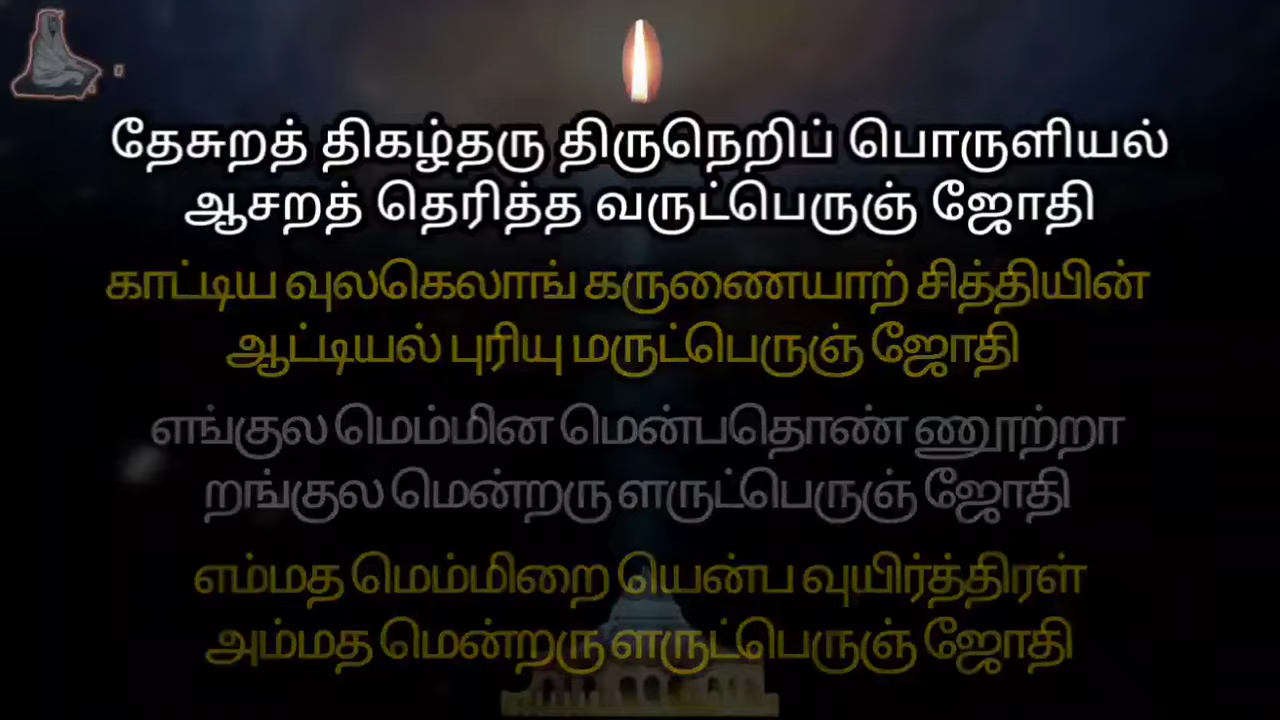 தேசுறத் திகழ்தரு திருநெறிப் பொருளியல்
ஆசறத் தெரித்த வருட்பெருஞ் ஜோதி
காட்டிய வுலகெலாங் கருணையாற் சித்தியின்
ஆட்டியல் புரியு மருட்பெருஞ் ஜோதி
எங்குல மெம்மின மென்பதொண் ணூற்றா
றங்குல மென்றரு ளருட்பெருஞ் ஜோதி
எம்மத மெம்மிறை யென்ப வுயிர்த்திரள்
அம்மத மென்றரு ளருட்பெருஞ் ஜோதி